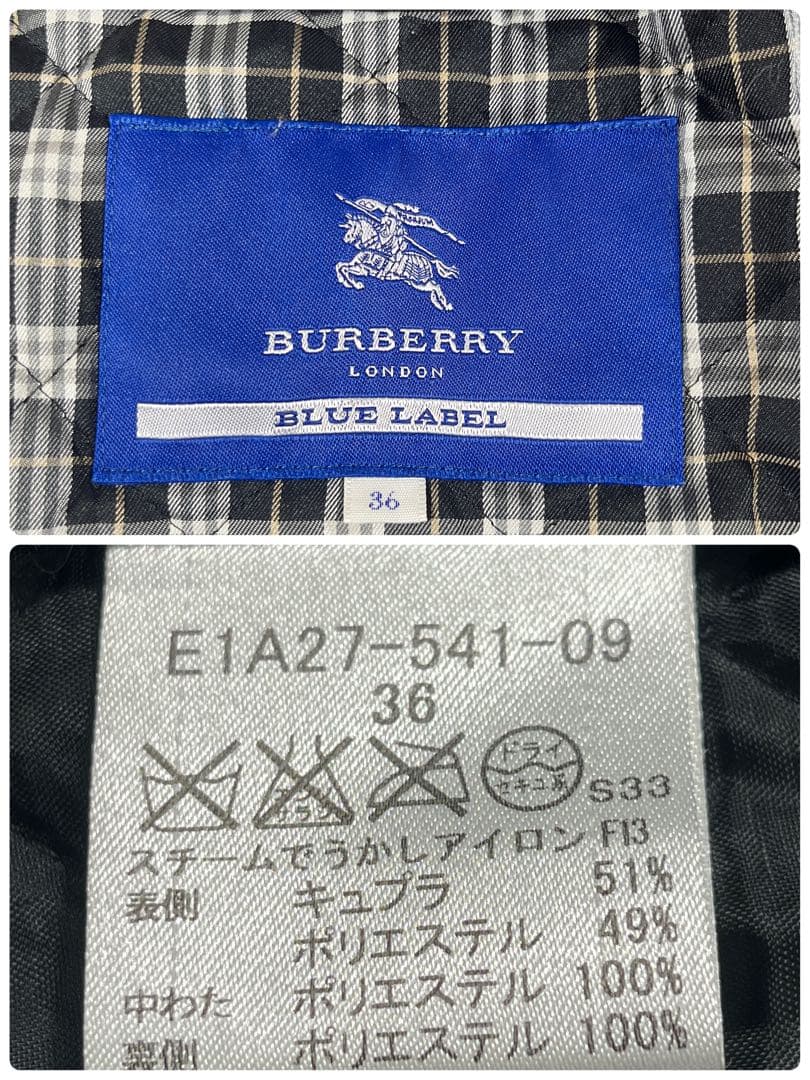 BURBERRY
LONDON
BLUE LABEL
36
E1A27-541-09
36
ドライ
セキユ系
S33
スチームでうかしアイロン F13
表側 キュプラ 51%
ポリエステル 49%
中わた ポリエステル 100%
裏側 ポリエステル 100%